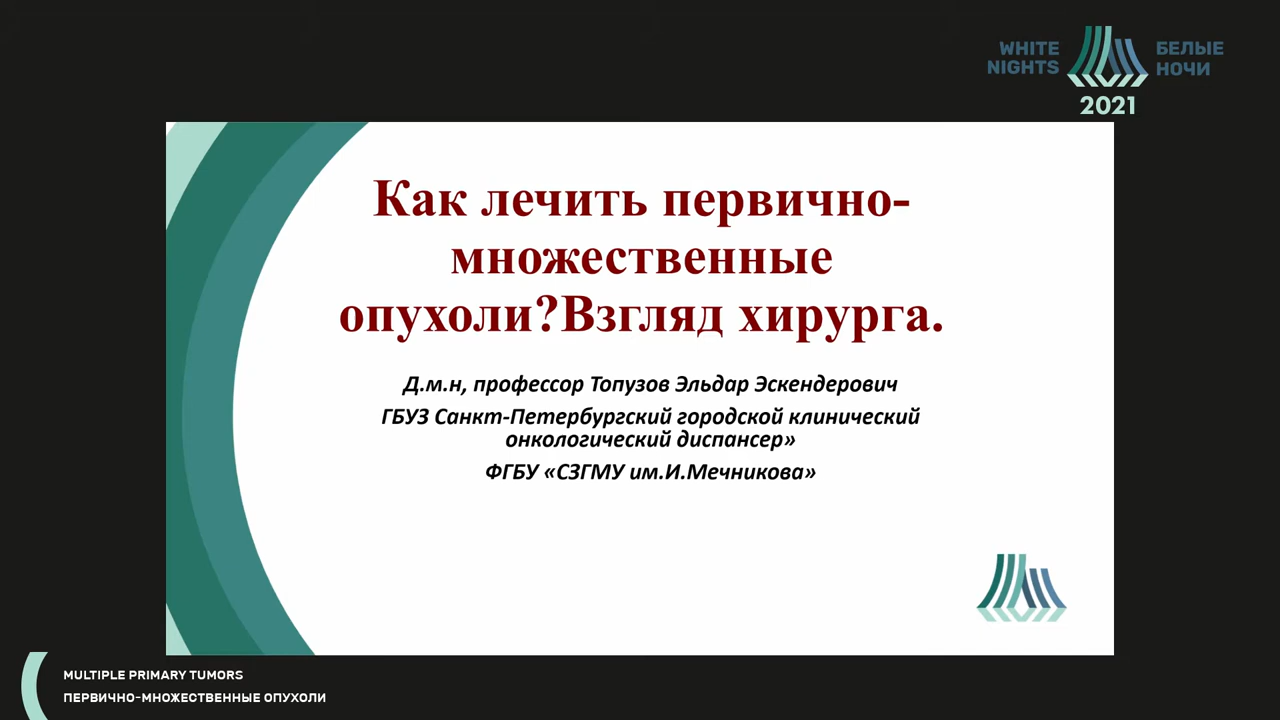 WHITE
NIGHTS
БЕЛЫЕ
НОЧИ
2021
Как лечить первично-
множественные
опухоли?Взгляд хирурга.
Д.м.н, профессор Топузов Эльдар Эскендерович
ГБУЗ Санкт-Петербургский городской клинический
онкологический диспансер»
ФГБУ «СЗГМУ им.И.Мечникова»
MULTIPLE PRIMARY TUMORS
ПЕРВИЧНО-МНОЖЕСТВЕННЫЕ ОПУХОЛИ